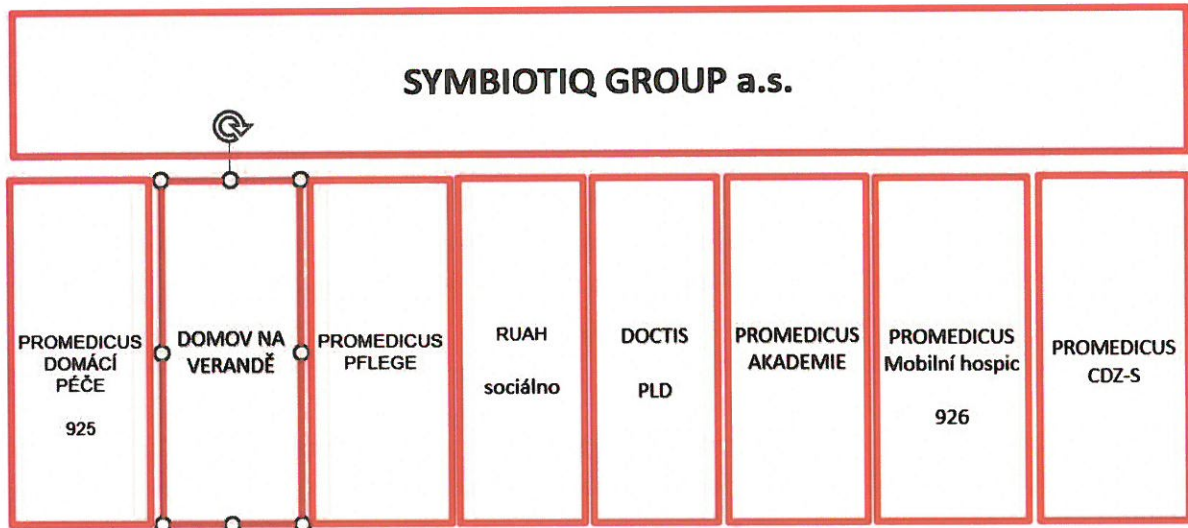 SYMBIOTIQ GROUP a.s.
PROMEDICUS
DOMÁCÍ
PÉČE
925
DOMOV NA
VERANDĚ
PROMEDICUS
PFLEGE
RUAH
sociálno
DOCTIS
PLD
PROMEDICUS
AKADEMIE
PROMEDICUS
Mobilní hospic
926
PROMEDICUS
CDZ-S